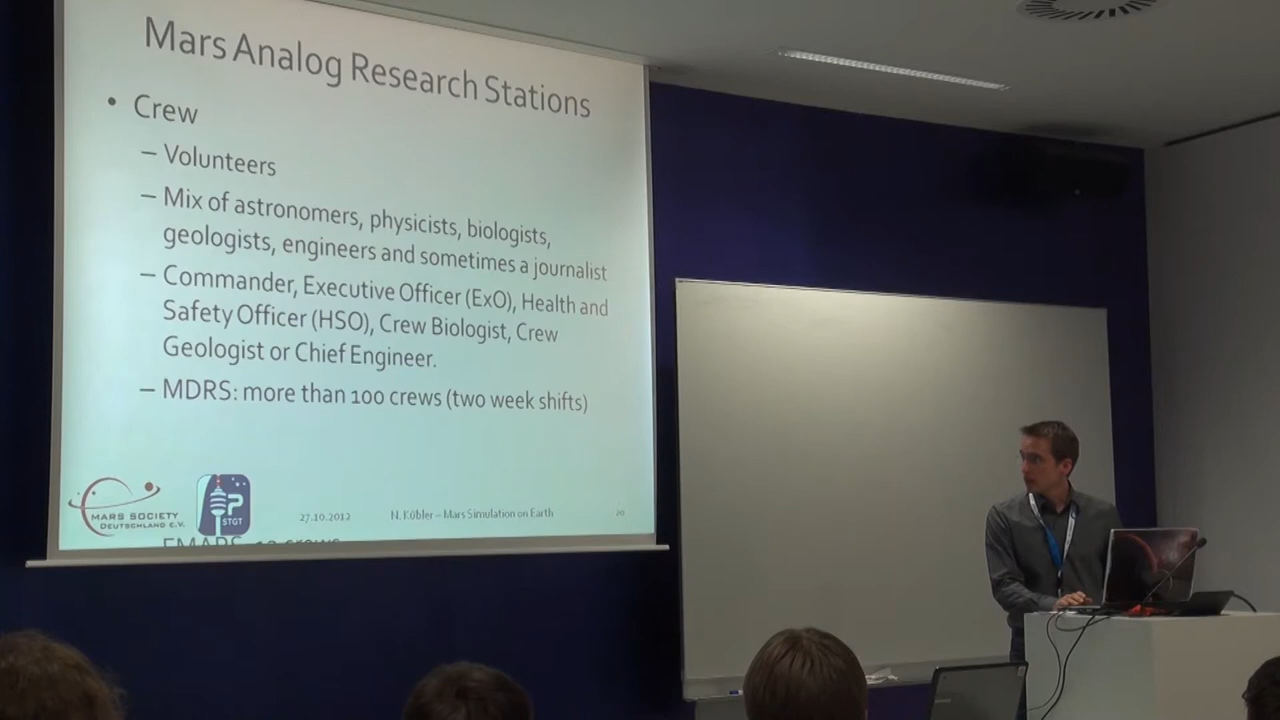 Mars Analog Research Stations
• Crew
– Volunteers
– Mix of astronomers, physicists, biologists,
geologists, engineers and sometimes a journalist
– Commander, Executive Officer (ExO), Health and
Safety Officer (HSO), Crew Biologist, Crew
Geologist or Chief Engineer.
– MDRS: more than 100 crews (two week shifts)
MARS SOCIETY
DEUTSCHLAND E.V.
STGT
27.10.2012
N. Kübler – Mars Simulation on Earth
20